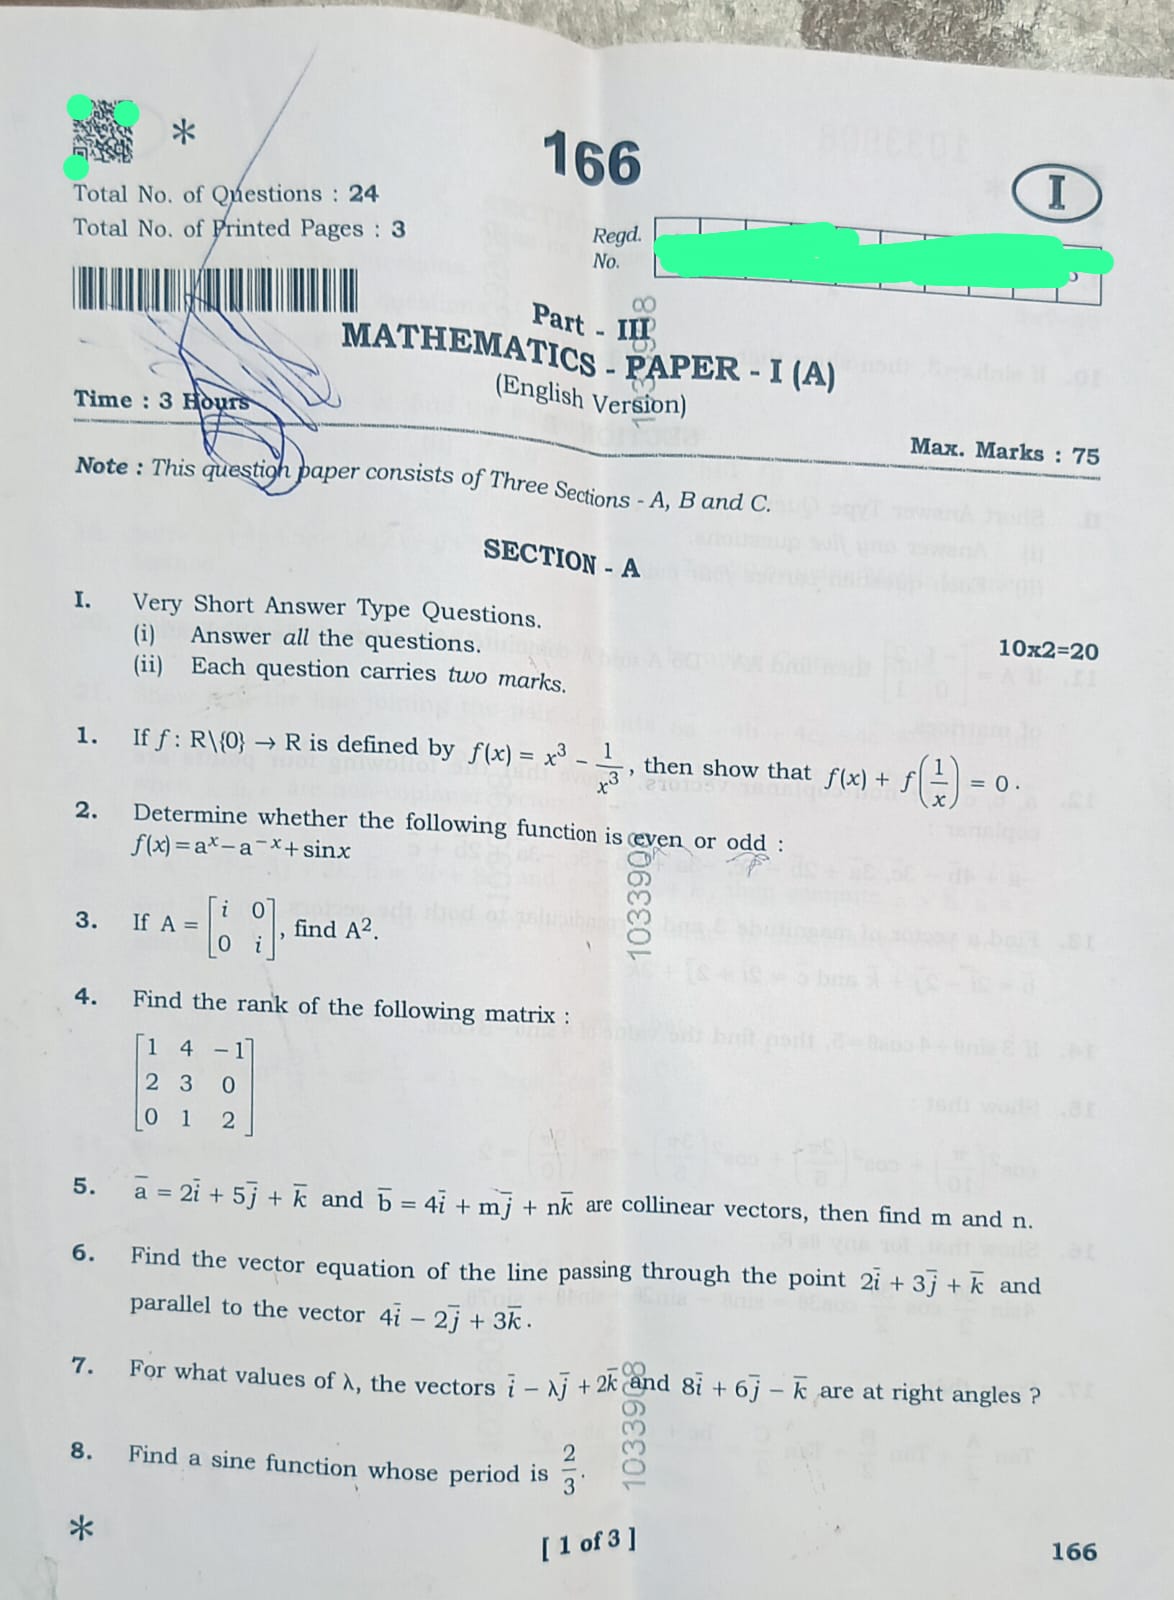 *
166
I
Total No. of Questions : 24
Total No. of Printed Pages : 3
Regd.
No.
Part - III
MATHEMATICS - PAPER - I (A)
(English Version)
Time : 3 Hours
Max. Marks : 75
Note : This question paper consists of Three Sections - A, B and C.
SECTION - A
I. Very Short Answer Type Questions.
(i) Answer all the questions.
10x2=20
(ii) Each question carries two marks.
1. If f : R\{0} → R is defined by f(x) = x³ − 1/x³, then show that f(x) + f(1/x) = 0.
2. Determine whether the following function is even or odd :
f(x)=aˣ−a⁻ˣ+sinx
3. If A = [i 0; 0 i], find A².
4. Find the rank of the following matrix :
1 4 −1
2 3 0
0 1 2
5. a̅ = 2i̅ + 5j̅ + k̅ and b̅ = 4i̅ + mj̅ + nk̅ are collinear vectors, then find m and n.
6. Find the vector equation of the line passing through the point 2i̅ + 3j̅ + k̅ and
parallel to the vector 4i̅ − 2j̅ + 3k̅.
7. For what values of λ, the vectors i̅ − λj̅ + 2k̅ and 8i̅ + 6j̅ − k̅ are at right angles ?
8. Find a sine function whose period is 2/3.
*
[ 1 of 3 ]
166
1033908
1033908